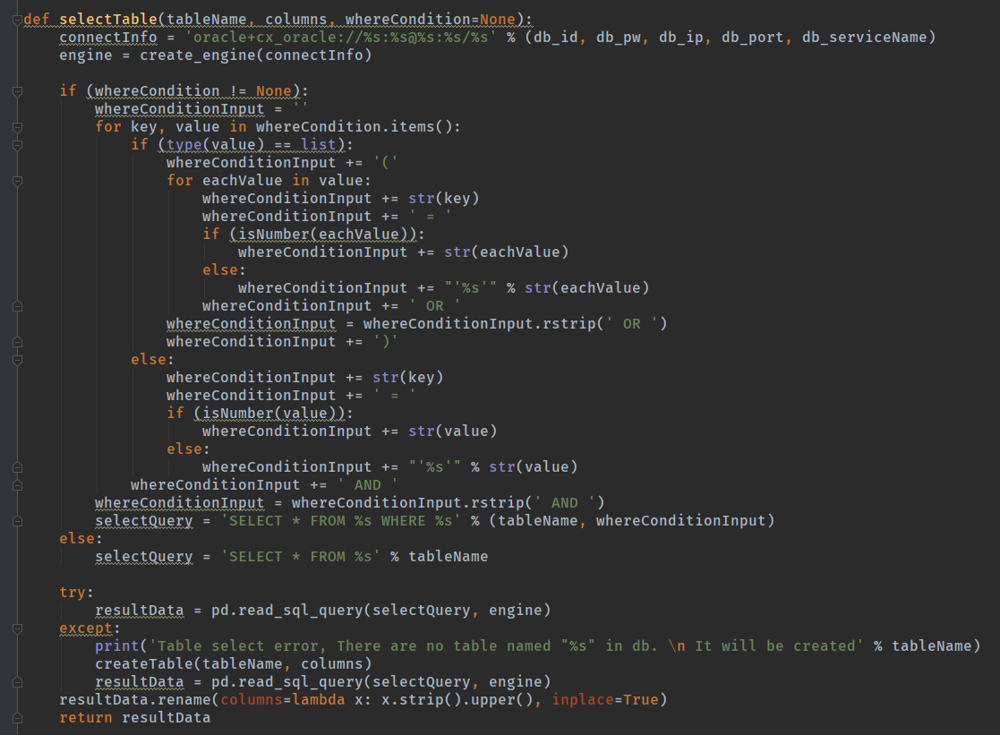 def selectTable(tableName, columns, whereCondition=None):
    connectInfo = 'oracle+cx_oracle://%s:%s@%s:%s/%s' % (db_id, db_pw, db_ip, db_port, db_serviceName)
    engine = create_engine(connectInfo)

    if (whereCondition != None):
        whereConditionInput = ''
        for key, value in whereCondition.items():
            if (type(value) == list):
                whereConditionInput += '('
                for eachValue in value:
                    whereConditionInput += str(key)
                    whereConditionInput += ' = '
                    if (isNumber(eachValue)):
                        whereConditionInput += str(eachValue)
                    else:
                        whereConditionInput += "'%s'" % str(eachValue)
                    whereConditionInput += ' OR '
                whereConditionInput = whereConditionInput.rstrip(' OR ')
                whereConditionInput += ')'
            else:
                whereConditionInput += str(key)
                whereConditionInput += ' = '
                if (isNumber(value)):
                    whereConditionInput += str(value)
                else:
                    whereConditionInput += "'%s'" % str(value)
            whereConditionInput += ' AND '
        whereConditionInput = whereConditionInput.rstrip(' AND ')
        selectQuery = 'SELECT * FROM %s WHERE %s' % (tableName, whereConditionInput)
    else:
        selectQuery = 'SELECT * FROM %s' % tableName

    try:
        resultData = pd.read_sql_query(selectQuery, engine)
    except:
        print('Table select error, There are no table named "%s" in db. \n It will be created' % tableName)
        createTable(tableName, columns)
        resultData = pd.read_sql_query(selectQuery, engine)
    resultData.rename(columns=lambda x: x.strip().upper(), inplace=True)
    return resultData